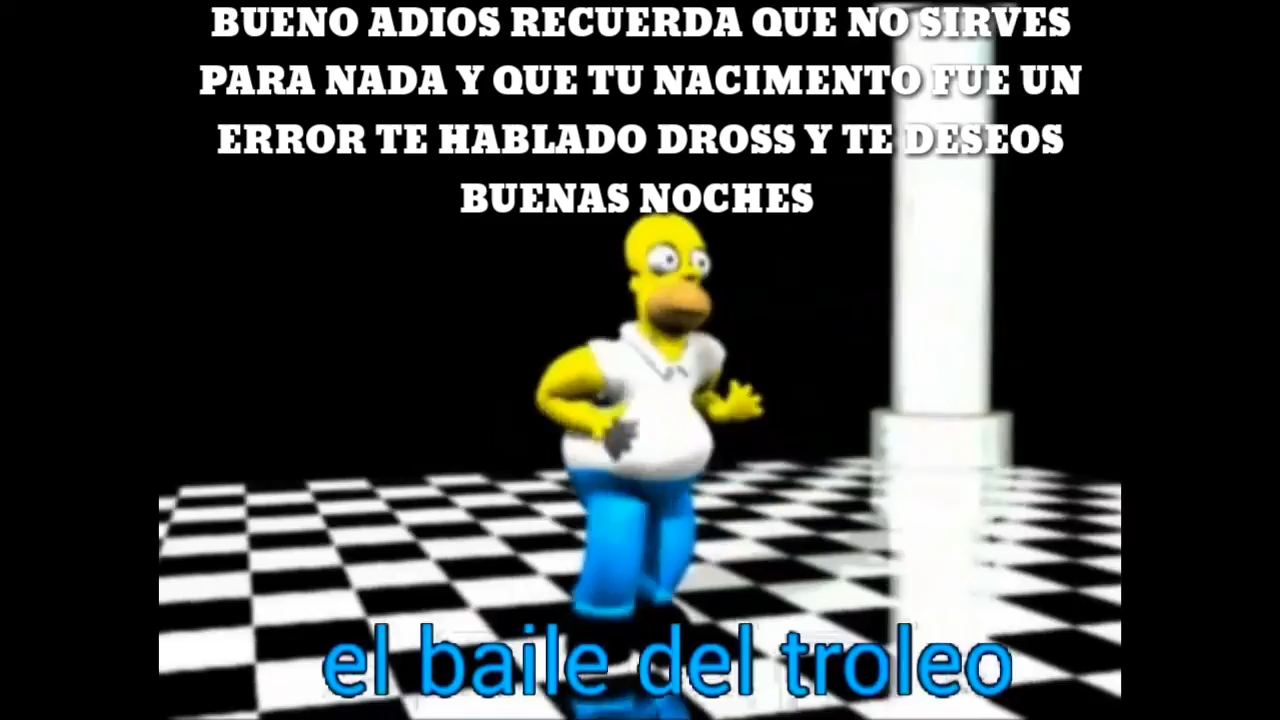 BUENO ADIOS RECUERDA QUE NO SIRVES
PARA NADA Y QUE TU NACIMENTO FUE UN
ERROR TE HABLADO DROSS Y TE DESEOS
BUENAS NOCHES
el baile del troleo